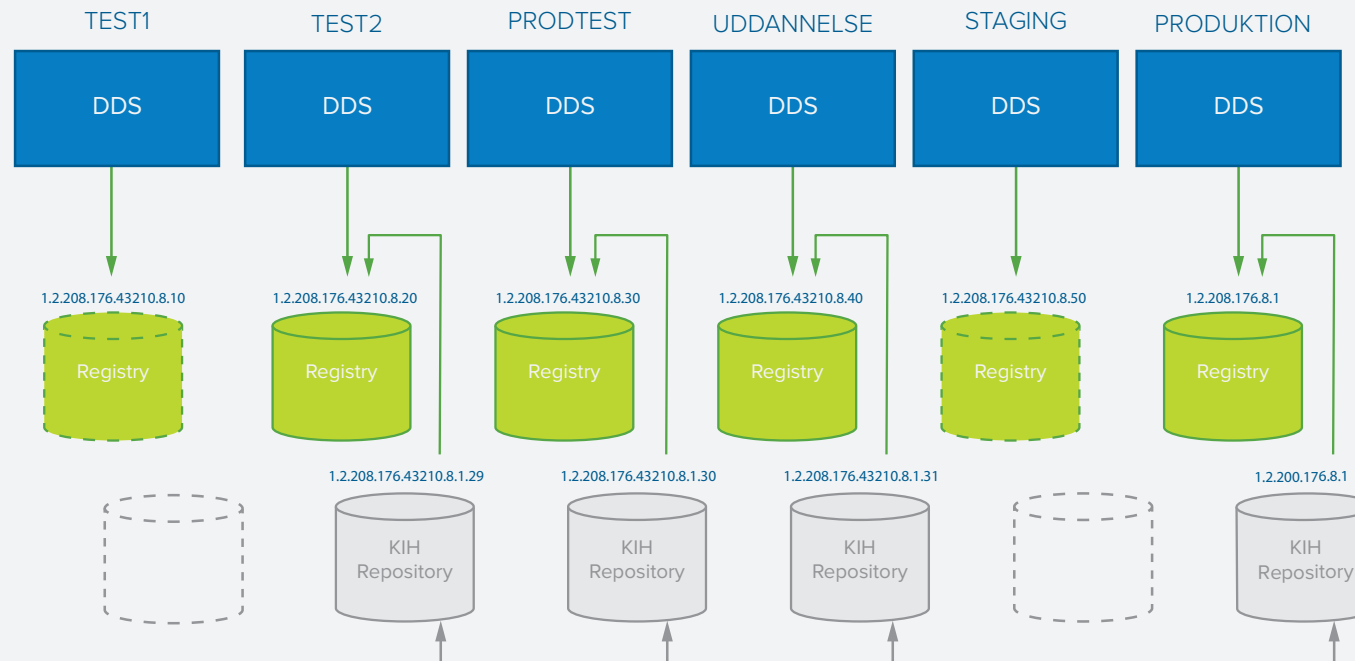 TEST1
TEST2
PRODTEST
UDDANNELSE
STAGING
PRODUKTION
DDS
DDS
DDS
DDS
DDS
DDS
1.2.208.176.43210.8.10
1.2.208.176.43210.8.20
1.2.208.176.43210.8.30
1.2.208.176.43210.8.40
1.2.208.176.43210.8.50
1.2.208.176.8.1
Registry
Registry
Registry
Registry
Registry
Registry
1.2.208.176.43210.8.1.29
1.2.208.176.43210.8.1.30
1.2.208.176.43210.8.1.31
1.2.200.176.8.1
KIH
Repository
KIH
Repository
KIH
Repository
KIH
Repository